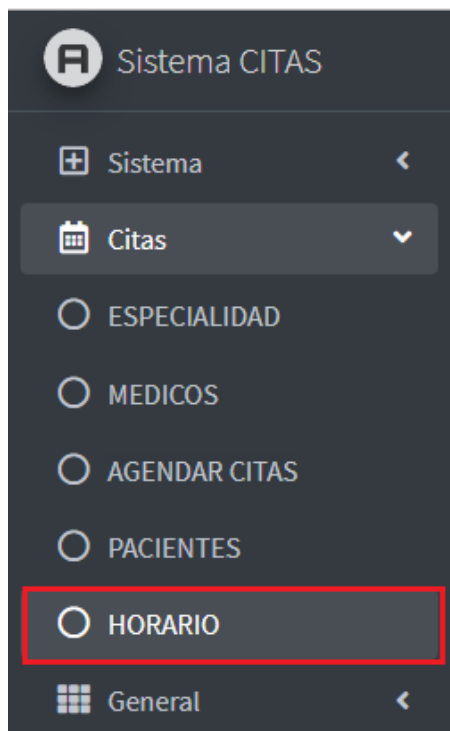 Sistema CITAS
Sistema
Citas
ESPECIALIDAD
MEDICOS
AGENDAR CITAS
PACIENTES
HORARIO
General